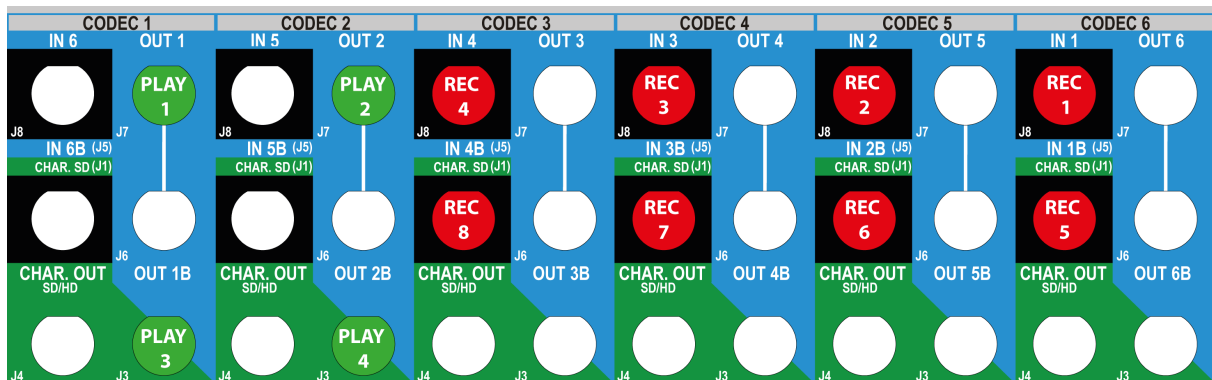 CODEC 1 CODEC 2 CODEC 3 CODEC 4 CODEC 5 CODEC 6
IN 6 OUT 1 IN 5 OUT 2 IN 4 OUT 3 IN 3 OUT 4 IN 2 OUT 5 IN 1 OUT 6
PLAY PLAY REC REC REC REC
1 2 4 3 2 1
J8 J7 J8 J7 J8 J7 J8 J7 J8 J7 J8 J7
IN 6B (J5) IN 5B (J5) IN 4B (J5) IN 3B (J5) IN 2B (J5) IN 1B (J5)
CHAR. SD (J1) CHAR. SD (J1) CHAR. SD (J1) CHAR. SD (J1) CHAR. SD (J1) CHAR. SD (J1)
REC REC REC REC
8 7 6 5
J6 J6 J6 J6 J6 J6
CHAR. OUT OUT 1B CHAR. OUT OUT 2B CHAR. OUT OUT 3B CHAR. OUT OUT 4B CHAR. OUT OUT 5B CHAR. OUT OUT 6B
SD/HD SD/HD SD/HD SD/HD SD/HD SD/HD
PLAY PLAY
3 4
J4 J3 J4 J3 J4 J3 J4 J3 J4 J3 J4 J3